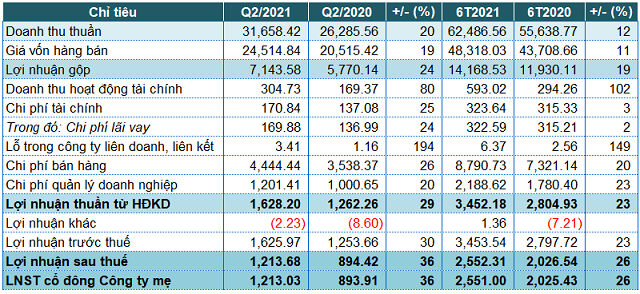 Chỉ tiêu Q2/2021 Q2/2020 +/- (%) 6T2021 6T2020 +/- (%)
Doanh thu thuần 31,658.42 26,285.56 20 62,486.56 55,638.77 12
Giá vốn hàng bán 24,514.84 20,515.42 19 48,318.03 43,708.66 11
Lợi nhuận gộp 7,143.58 5,770.14 24 14,168.53 11,930.11 19
Doanh thu hoạt động tài chính 304.73 169.37 80 593.02 294.26 102
Chi phí tài chính 170.84 137.08 25 323.64 315.33 3
Trong đó: Chi phí lãi vay 169.88 136.99 24 322.59 315.21 2
Lỗ trong công ty liên doanh, liên kết 3.41 1.16 194 6.37 2.56 149
Chi phí bán hàng 4,444.44 3,538.37 26 8,790.73 7,321.14 20
Chi phí quản lý doanh nghiệp 1,201.41 1,000.65 20 2,188.62 1,780.40 23
Lợi nhuận thuần từ HĐKD 1,628.20 1,262.26 29 3,452.18 2,804.93 23
Lợi nhuận khác (2.23) (8.60) 1.36 (7.21)
Lợi nhuận trước thuế 1,625.97 1,253.66 30 3,453.54 2,797.72 23
Lợi nhuận sau thuế 1,213.68 894.42 36 2,552.31 2,026.54 26
LNST cổ đông Công ty mẹ 1,213.03 893.91 36 2,551.00 2,025.43 26